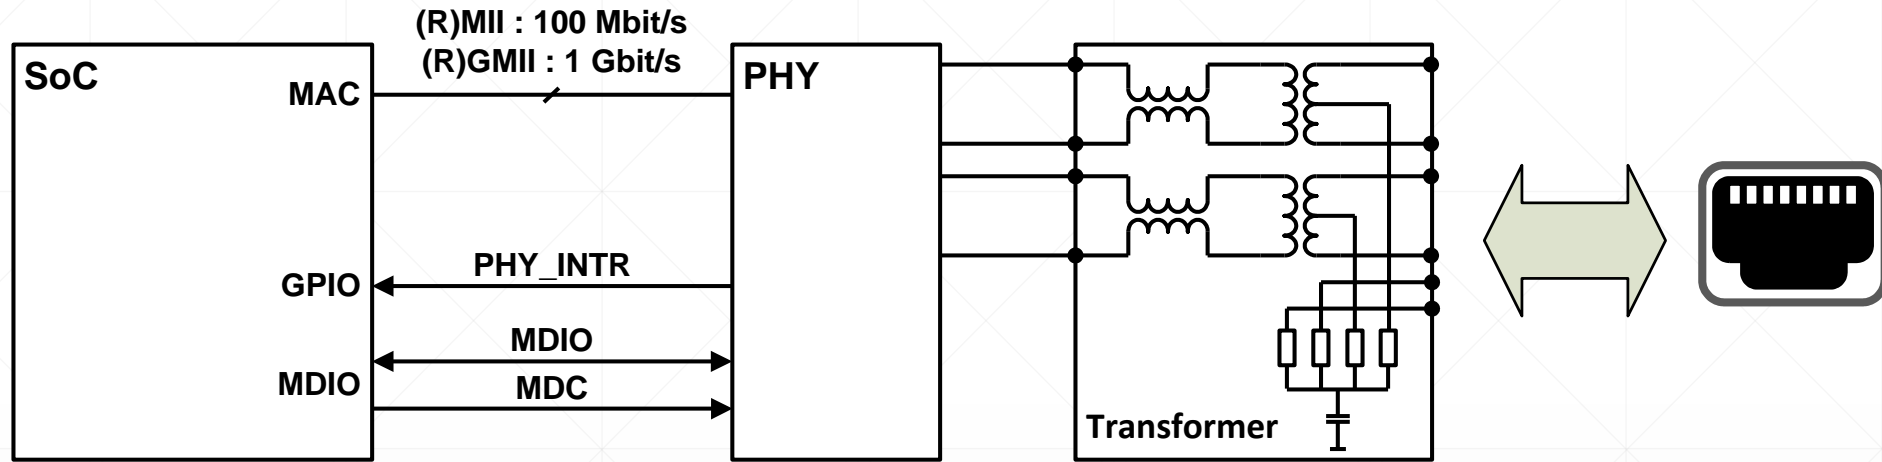 (R)MII : 100 Mbit/s
(R)GMII : 1 Gbit/s
SoC
MAC
PHY
PHY_INTR
GPIO
MDIO
MDIO
MDC
Transformer